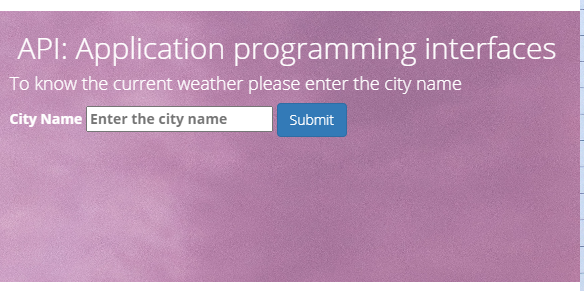 API: Application programming interfaces
To know the current weather please enter the city name
City Name Enter the city name Submit